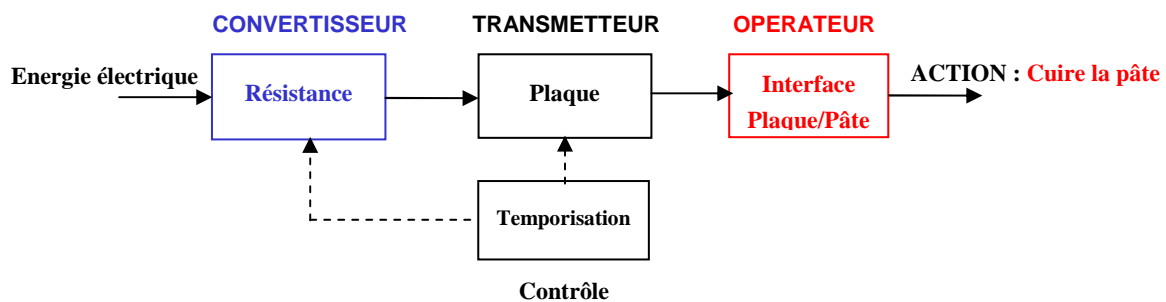 CONVERTISSEUR
TRANSMETTEUR
OPERATEUR
Energie électrique
Résistance
Plaque
Interface
Plaque/Pâte
ACTION : Cuire la pâte
Temporisation
Contrôle